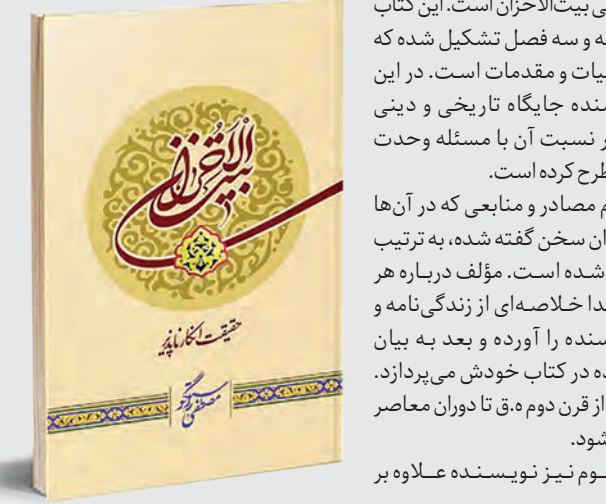 ی بیت‌الاحزان است. این کتاب
ه و سه فصل تشکیل شده که
یات و مقدمات است. در این
سنده جایگاه تاریخی و دینی
ر نسبت آن با مسئله وحدت
طرح کرده است.
م مصادر و منابعی که در آن‌ها
ان سخن گفته شده، به ترتیب
شده است. مؤلف درباره هر
دا خلاصه‌ای از زندگی‌نامه و
سنده را آورده و بعد به بیان
ده در کتاب خودش می‌پردازد.
از قرن دوم ه.ق تا دوران معاصر
شود.
وم نیز نویسنده علاوه بر
بیت الاحزان
حقیقت انکارناپذیر